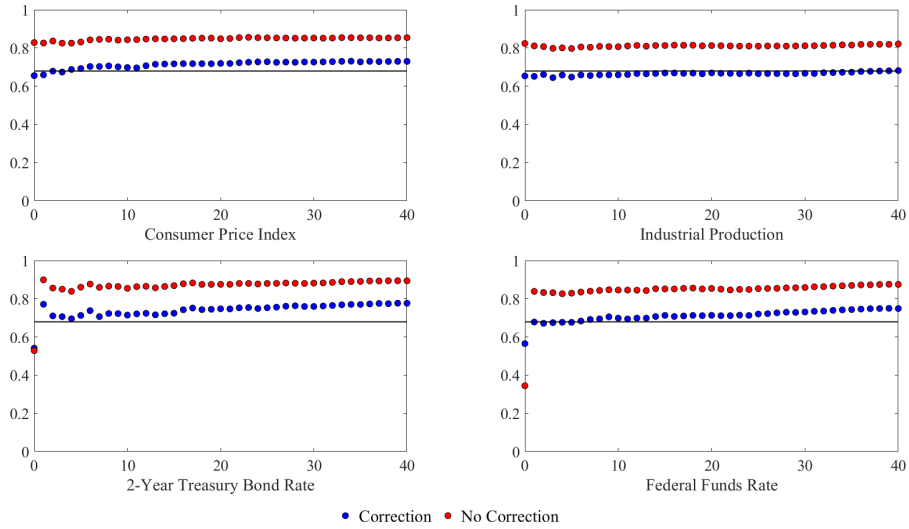 1
0.8
0.6
0.4
0.2
0
0 10 20 30 40
Consumer Price Index
1
0.8
0.6
0.4
0.2
0
0 10 20 30 40
Industrial Production
1
0.8
0.6
0.4
0.2
0
0 10 20 30 40
2-Year Treasury Bond Rate
1
0.8
0.6
0.4
0.2
0
0 10 20 30 40
Federal Funds Rate
Correction No Correction